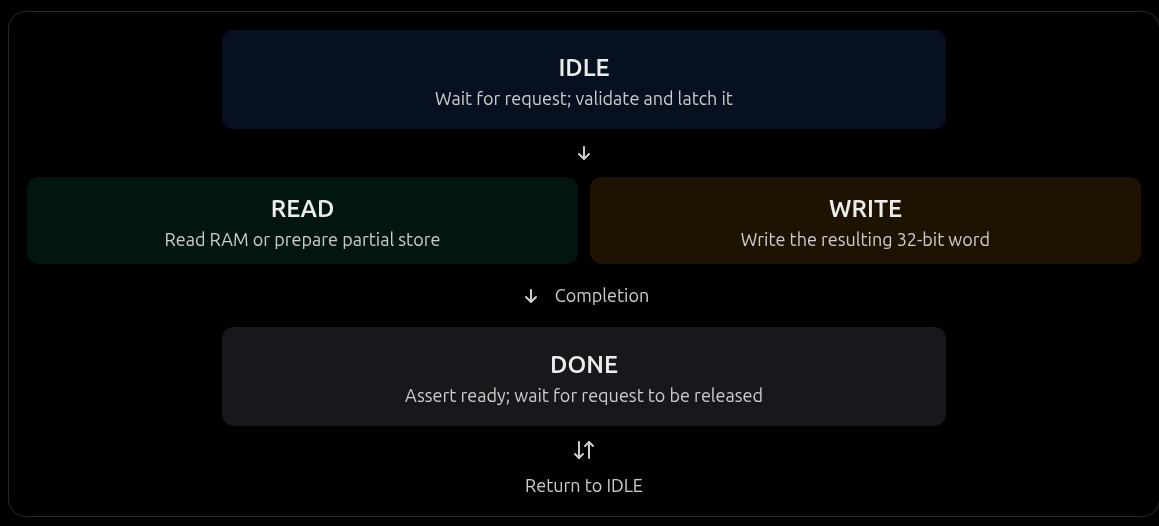 IDLE
Wait for request; validate and latch it
↓
READ
Read RAM or prepare partial store
WRITE
Write the resulting 32-bit word
↓ Completion
DONE
Assert ready; wait for request to be released
↓↑
Return to IDLE